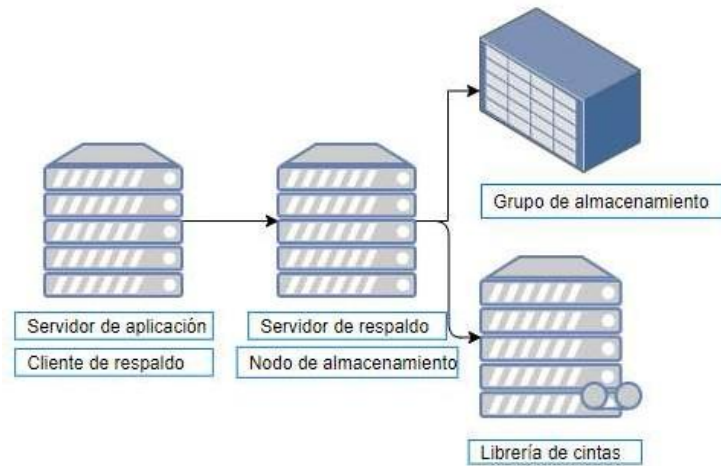 Grupo de almacenamiento
Servidor de aplicación
Servidor de respaldo
Cliente de respaldo
Nodo de almacenamiento
Librería de cintas